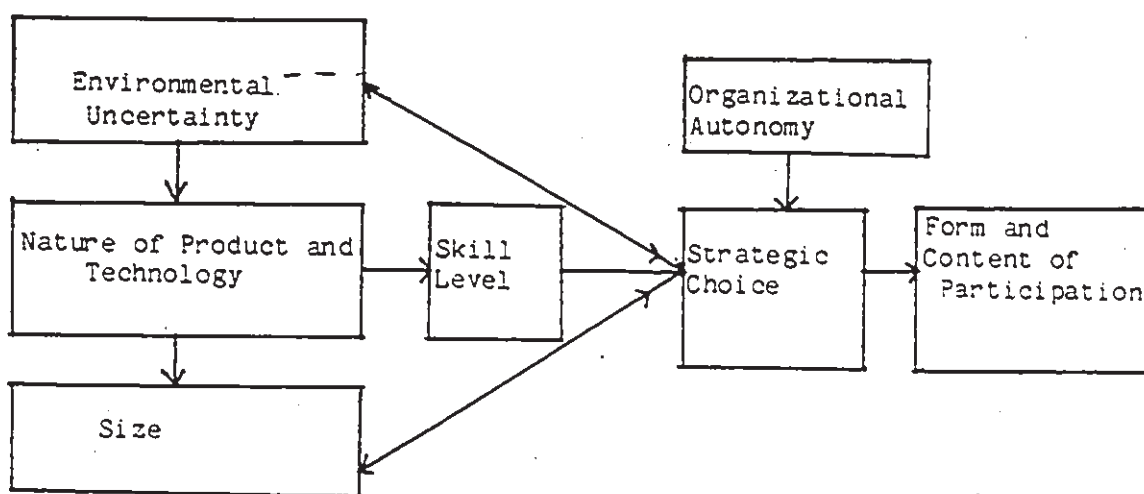 Environmental
Uncertainty
Organizational
Autonomy
Nature of Product and
Technology
Skill
Level
Strategic
Choice
Form and
Content of
Participation
Size